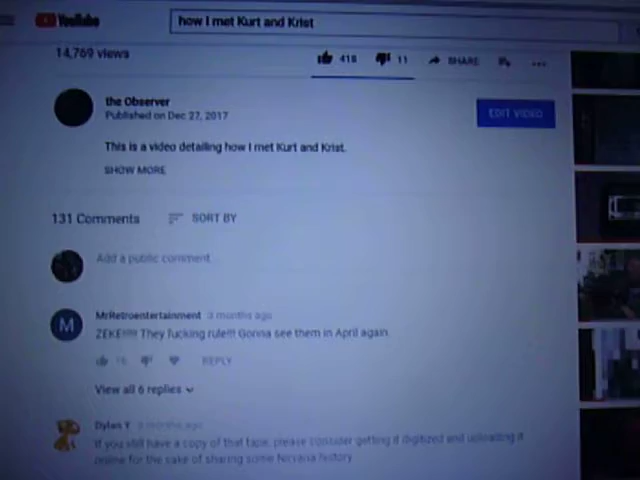 YouTube
how I met Kurt and Krist
14,769 views
418
11
SHARE
the Observer
Published on Dec 27, 2017
EDIT VIDEO
This is a video detailing how I met Kurt and Krist.
SHOW MORE
131 Comments
SORT BY
Add a public comment...
M
MrRetroentertainment 3 months ago
ZEKE!!!!! They fucking rule!!! Gonna see them in April again.
REPLY
View all 6 replies
Dylan Y months ago
If you still have a copy of that tape, please consider getting it digitized and uploading it
online for the sake of sharing some Nirvana history.